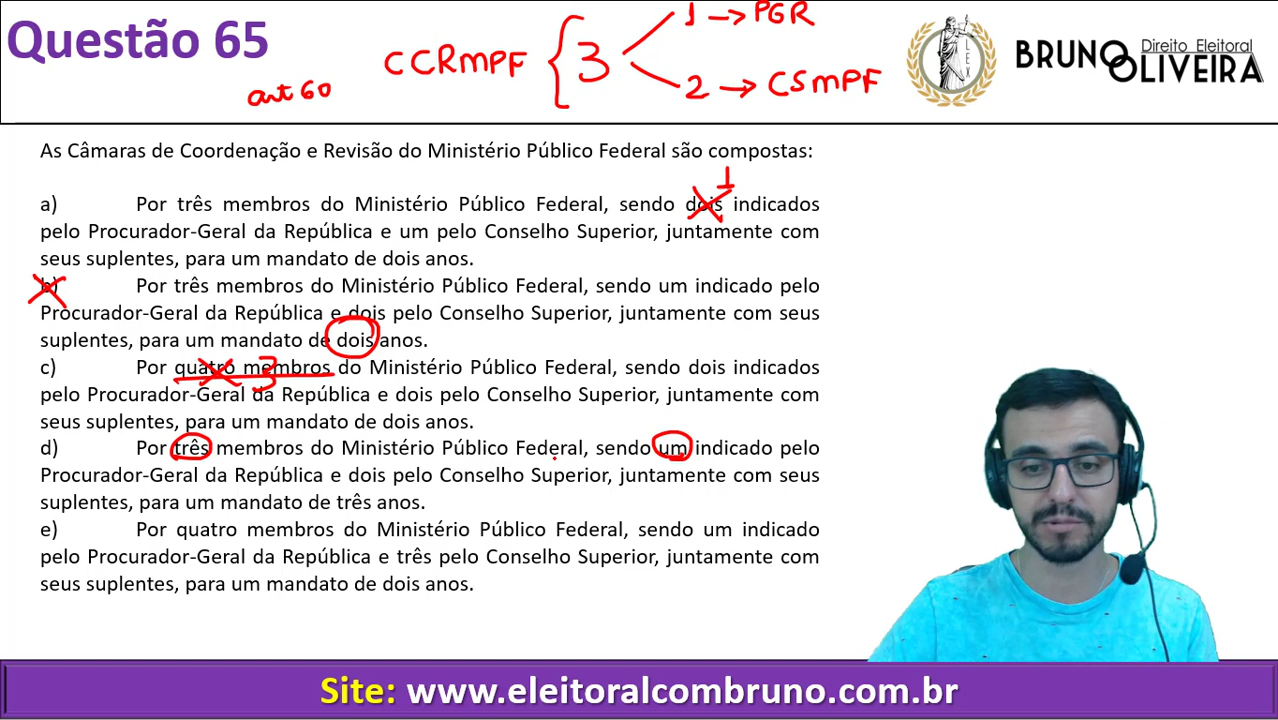 Questão 65
art 60
CCRMPF { 3
1 → PGR
2 → CSMPF
BRUNO Direito Eleitoral
OLIVEIRA
LEX
As Câmaras de Coordenação e Revisão do Ministério Público Federal são compostas:
1
a) Por três membros do Ministério Público Federal, sendo dois indicados
pelo Procurador-Geral da República e um pelo Conselho Superior, juntamente com
seus suplentes, para um mandato de dois anos.
b) Por três membros do Ministério Público Federal, sendo um indicado pelo
Procurador-Geral da República e dois pelo Conselho Superior, juntamente com seus
suplentes, para um mandato de dois anos.
c) Por quatro membros do Ministério Público Federal, sendo dois indicados
3
pelo Procurador-Geral da República e dois pelo Conselho Superior, juntamente com
seus suplentes, para um mandato de dois anos.
d) Por três membros do Ministério Público Federal, sendo um indicado pelo
Procurador-Geral da República e dois pelo Conselho Superior, juntamente com seus
suplentes, para um mandato de três anos.
e) Por quatro membros do Ministério Público Federal, sendo um indicado
pelo Procurador-Geral da República e três pelo Conselho Superior, juntamente com
seus suplentes, para um mandato de dois anos.
Site: www.eleitoralcombruno.com.br